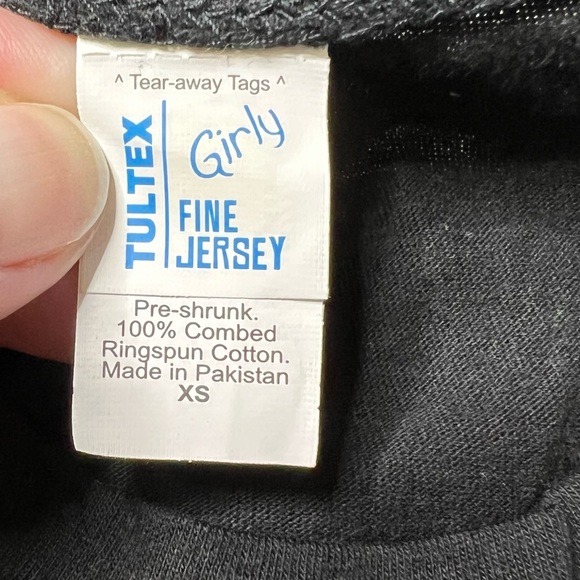 ^ Tear-away Tags ^
TULTEX
Girly
FINE
JERSEY
Pre-shrunk.
100% Combed
Ringspun Cotton.
Made in Pakistan
XS